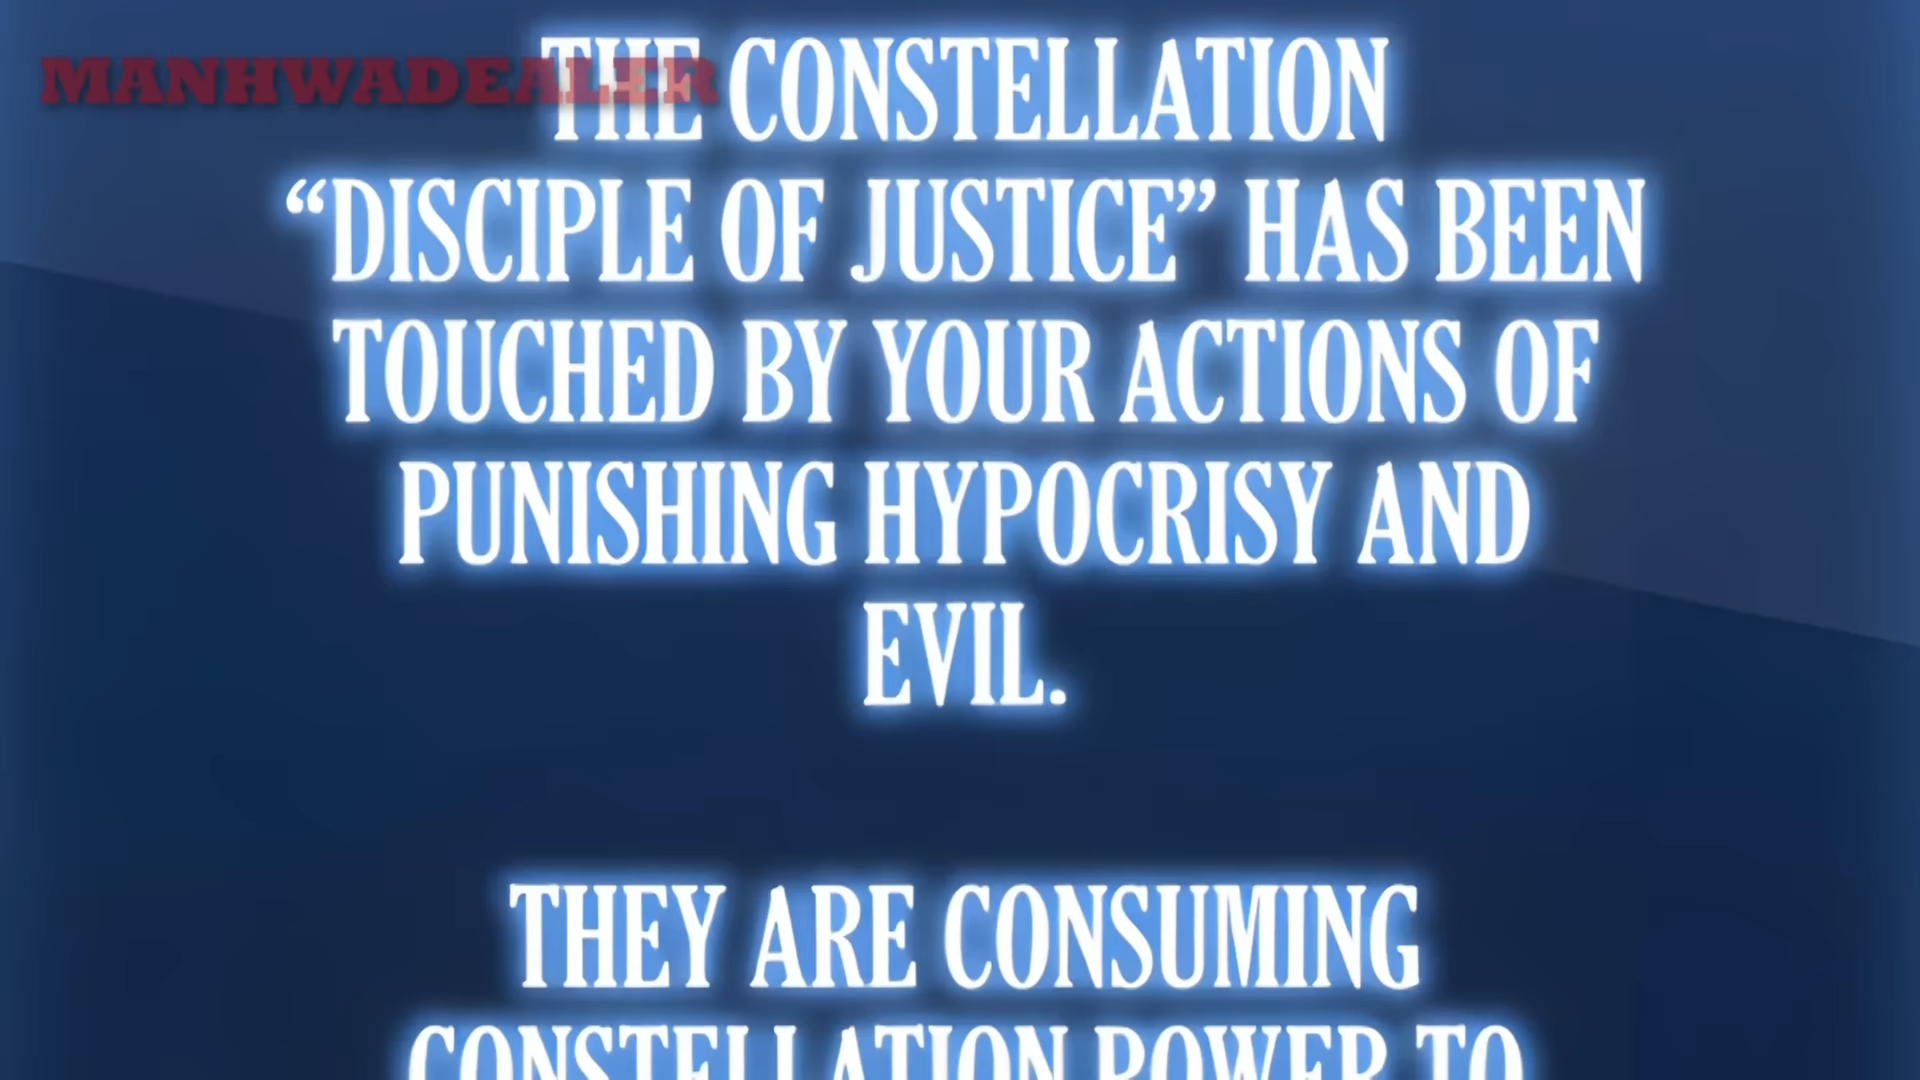 MANHWADEALER
THE CONSTELLATION
“DISCIPLE OF JUSTICE” HAS BEEN
TOUCHED BY YOUR ACTIONS OF
PUNISHING HYPOCRISY AND
EVIL.
THEY ARE CONSUMING
CONSTELLATION POWER TO